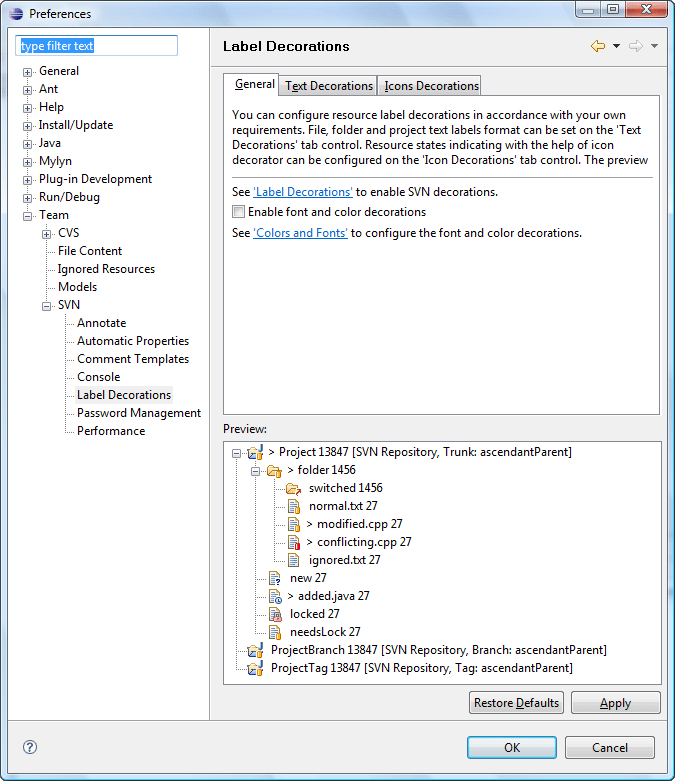 Preferences
type filter text
General
Ant
Help
Install/Update
Java
Mylyn
Plug-in Development
Run/Debug
Team
CVS
File Content
Ignored Resources
Models
SVN
Annotate
Automatic Properties
Comment Templates
Console
Label Decorations
Password Management
Performance
Label Decorations
General
Text Decorations
Icons Decorations
You can configure resource label decorations in accordance with your own
requirements. File, folder and project text labels format can be set on the 'Text
Decorations' tab control. Resource states indicating with the help of icon
decorator can be configured on the 'Icon Decorations' tab control. The preview
See 'Label Decorations' to enable SVN decorations.
Enable font and color decorations
See 'Colors and Fonts' to configure the font and color decorations.
Preview:
> Project 13847 [SVN Repository, Trunk: ascendantParent]
> folder 1456
switched 1456
normal.txt 27
> modified.cpp 27
> conflicting.cpp 27
ignored.txt 27
new 27
> added.java 27
locked 27
needsLock 27
ProjectBranch 13847 [SVN Repository, Branch: ascendantParent]
ProjectTag 13847 [SVN Repository, Tag: ascendantParent]
Restore Defaults
Apply
?
OK
Cancel